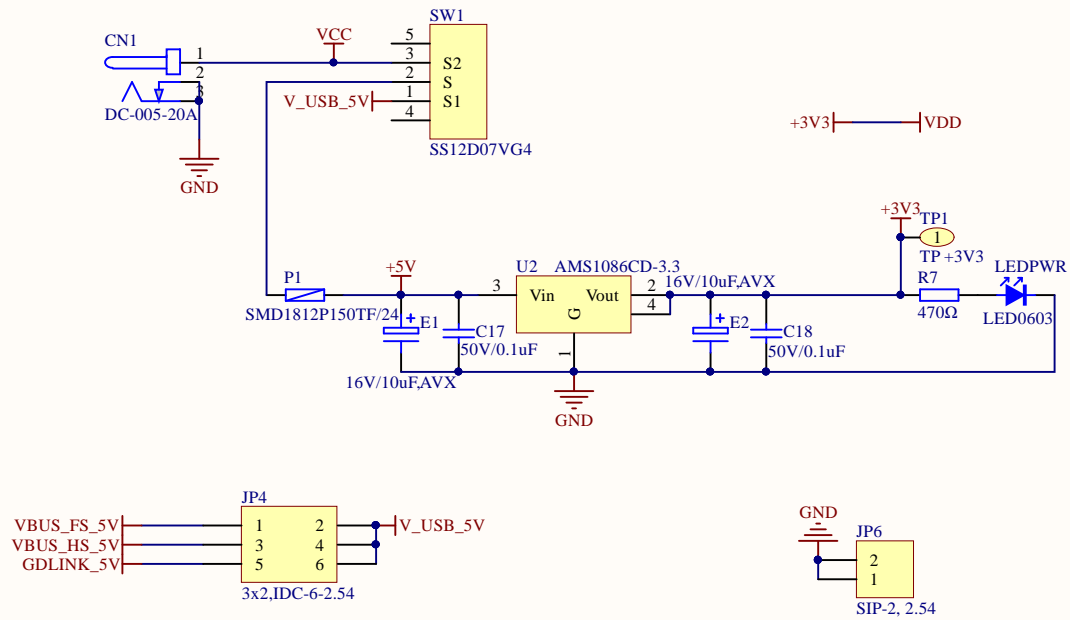 SW1
CN1
VCC
1
2
3
DC-005-20A
GND
5
3
2
1
4
S2
S
S1
V_USB_5V
SS12D07VG4
+3V3
VDD
P1
SMD1812P150TF/24
+5V
E1
16V/10uF,AVX
C17
50V/0.1uF
U2
AMS1086CD-3.3
3
Vin
Vout
G
2
4
1
GND
16V/10uF,AVX
E2
C18
50V/0.1uF
+3V3
TP1
1
TP +3V3
R7
470Ω
LEDPWR
LED0603
JP4
VBUS_FS_5V
1
2
V_USB_5V
VBUS_HS_5V
3
4
GDLINK_5V
5
6
3x2,IDC-6-2.54
GND
JP6
2
1
SIP-2, 2.54